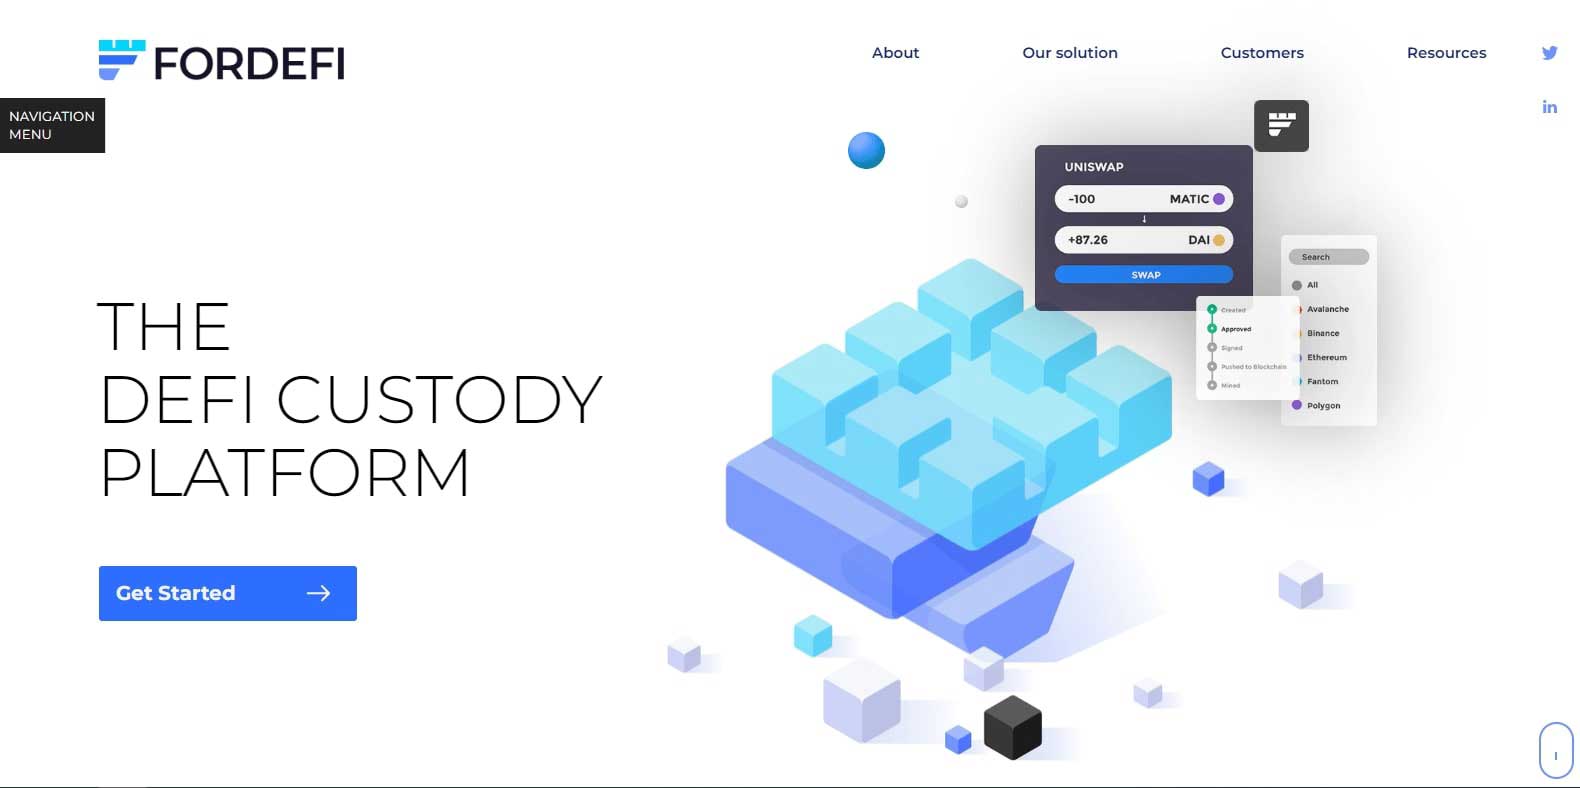 FORDEFI
About
Our solution
Customers
Resources
NAVIGATION
MENU
UNISWAP
-100 MATIC
↓
+87.26 DAI
SWAP
Search
All
Avalanche
Binance
Ethereum
Fantom
Polygon
Created
Approved
Signed
Pushed to Blockchain
Mined
THE
DEFI CUSTODY
PLATFORM
Get Started →
in